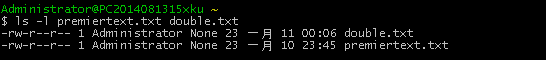 Administrator@PC2014081315xku ~
$ ls -l premiertext.txt double.txt
-rw-r--r-- 1 Administrator None 23 一月 11 00:06 double.txt
-rw-r--r-- 1 Administrator None 23 一月 10 23:45 premiertext.txt